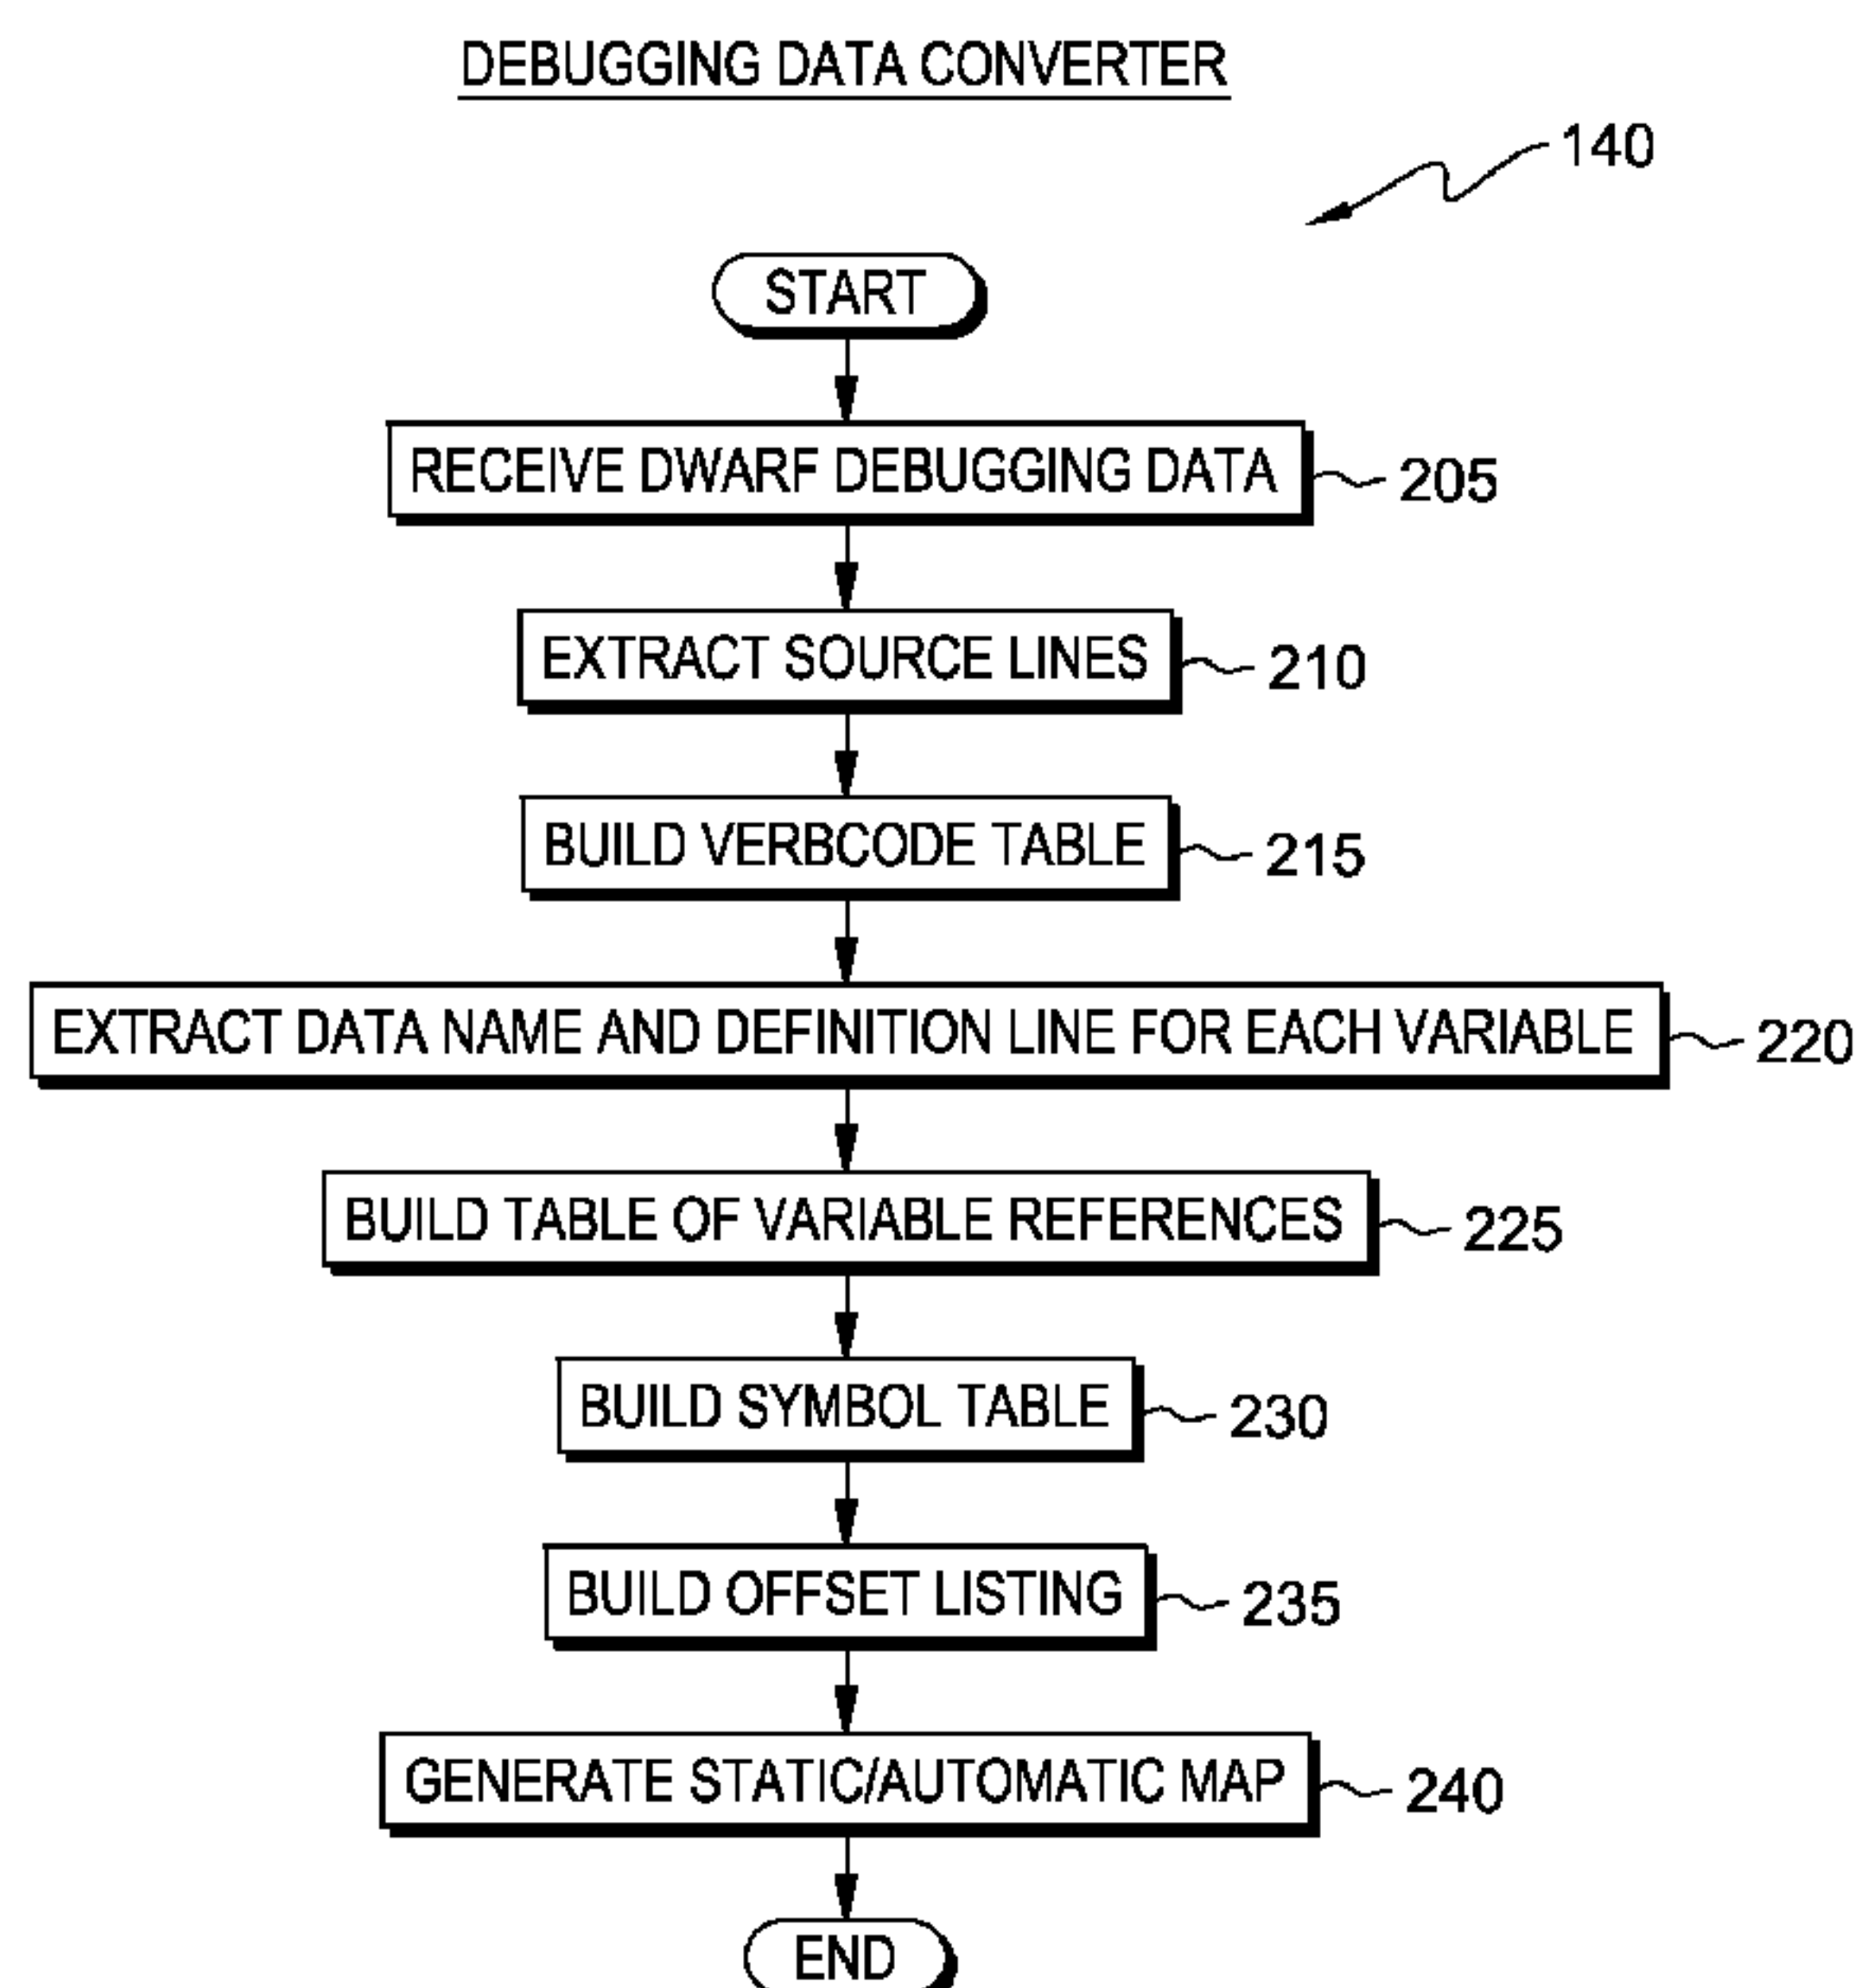 DEBUGGING DATA CONVERTER
140
START
RECEIVE DWARF DEBUGGING DATA 205
EXTRACT SOURCE LINES 210
BUILD VERBCODE TABLE 215
EXTRACT DATA NAME AND DEFINITION LINE FOR EACH VARIABLE 220
BUILD TABLE OF VARIABLE REFERENCES 225
BUILD SYMBOL TABLE 230
BUILD OFFSET LISTING 235
GENERATE STATIC/AUTOMATIC MAP 240
END